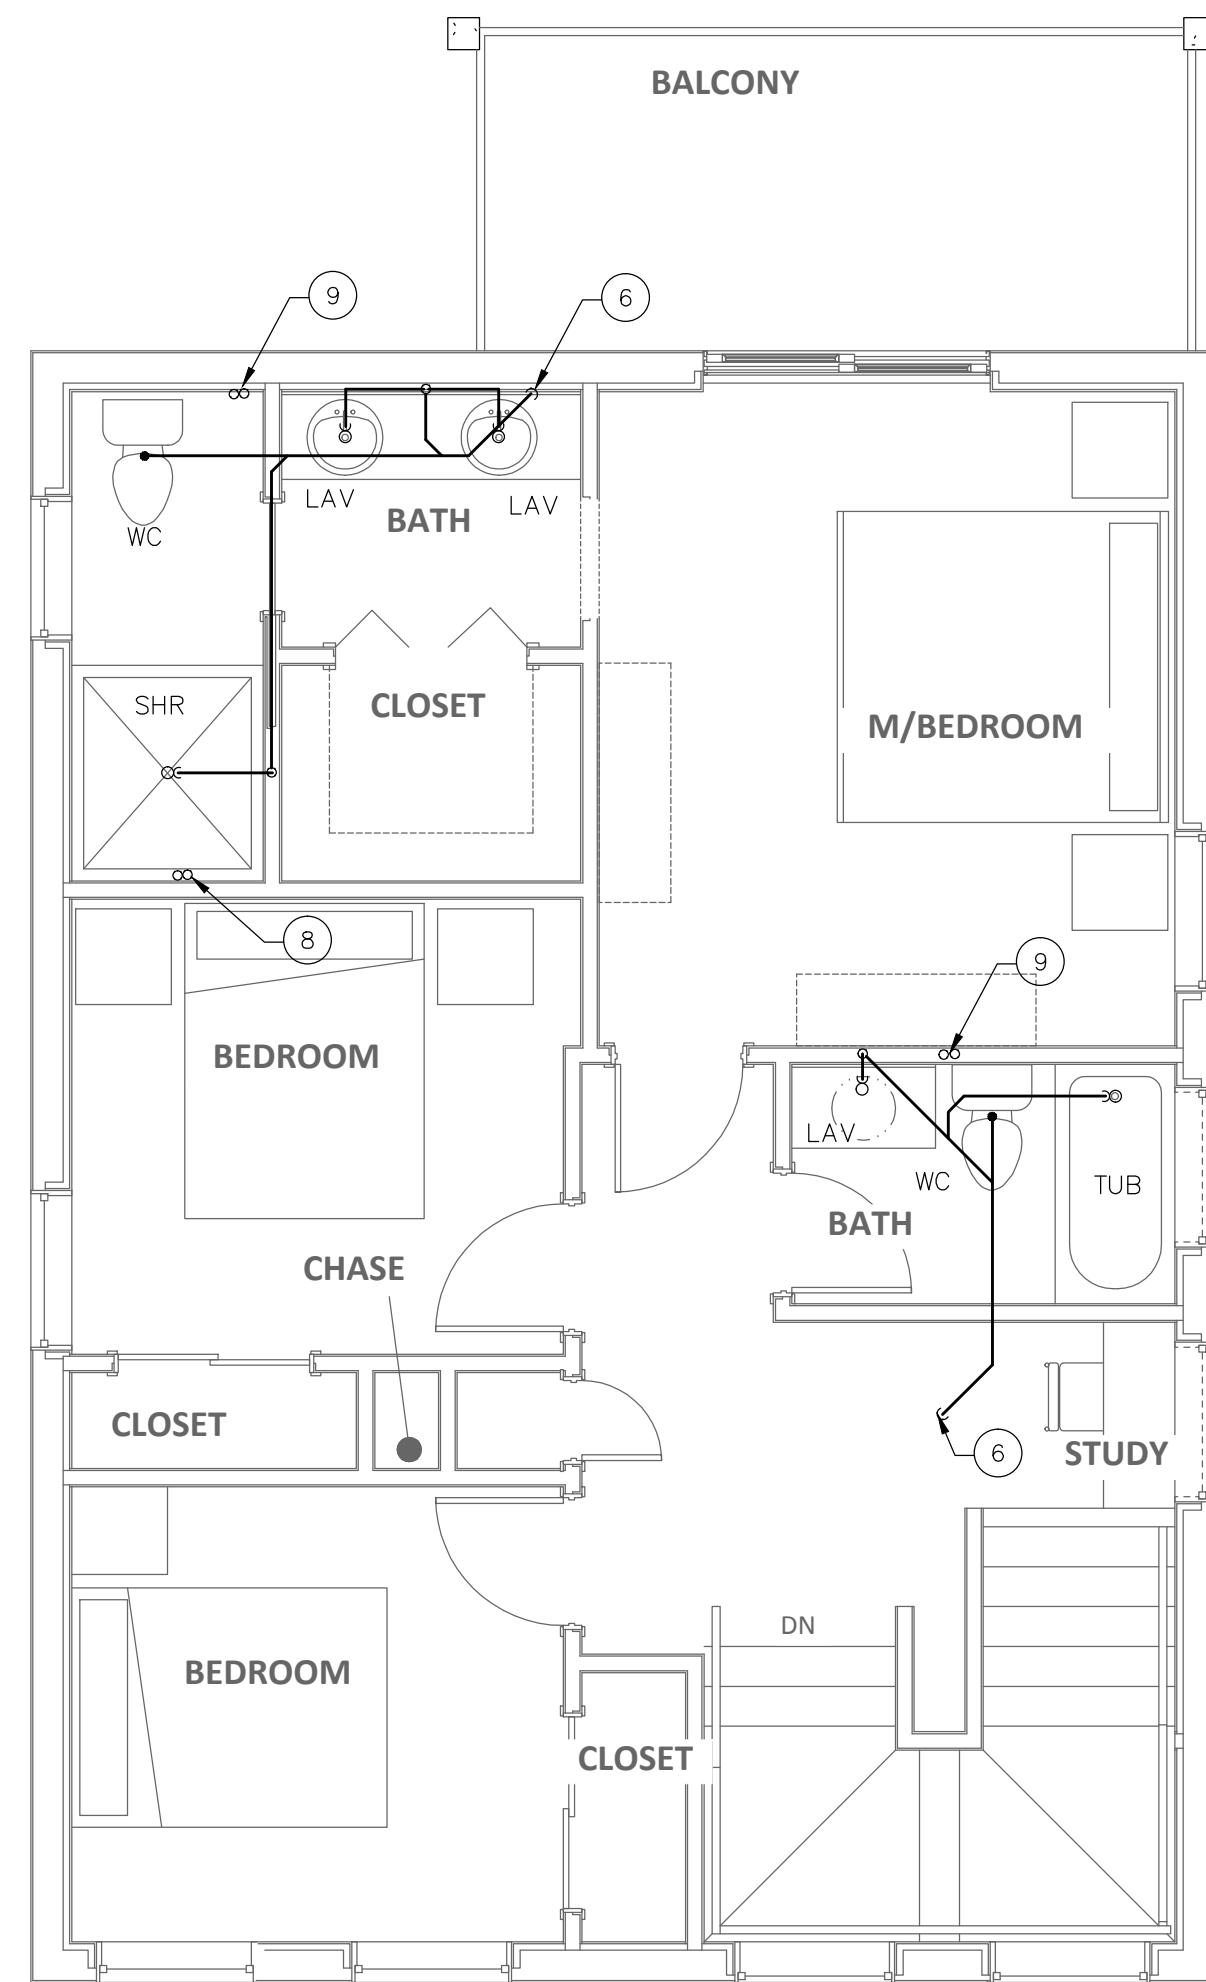 BALCONY
9
6
LAV
LAV
BATH
WC
SHR
CLOSET
M/BEDROOM
8
9
BEDROOM
LAV
WC
TUB
BATH
CHASE
CLOSET
6
STUDY
DN
BEDROOM
CLOSET